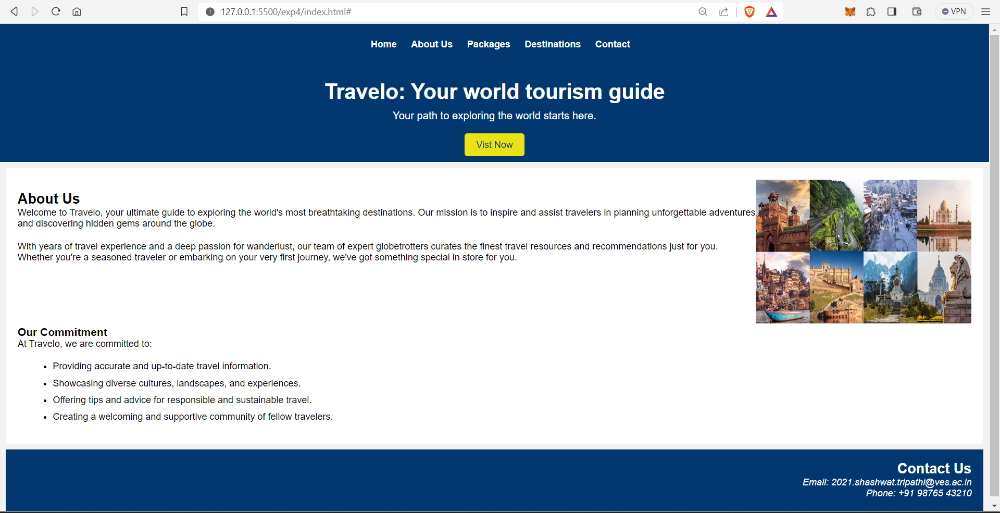 127.0.0.1:5500/exp4/index.html#
VPN
Home About Us Packages Destinations Contact
Travelo: Your world tourism guide
Your path to exploring the world starts here.
Vist Now
About Us
Welcome to Travelo, your ultimate guide to exploring the world's most breathtaking destinations. Our mission is to inspire and assist travelers in planning unforgettable adventures
and discovering hidden gems around the globe.
With years of travel experience and a deep passion for wanderlust, our team of expert globetrotters curates the finest travel resources and recommendations just for you.
Whether you're a seasoned traveler or embarking on your very first journey, we've got something special in store for you.
Our Commitment
At Travelo, we are committed to:
• Providing accurate and up-to-date travel information.
• Showcasing diverse cultures, landscapes, and experiences.
• Offering tips and advice for responsible and sustainable travel.
• Creating a welcoming and supportive community of fellow travelers.
Contact Us
Email: 2021.shashwat.tripathi@ves.ac.in
Phone: +91 98765 43210